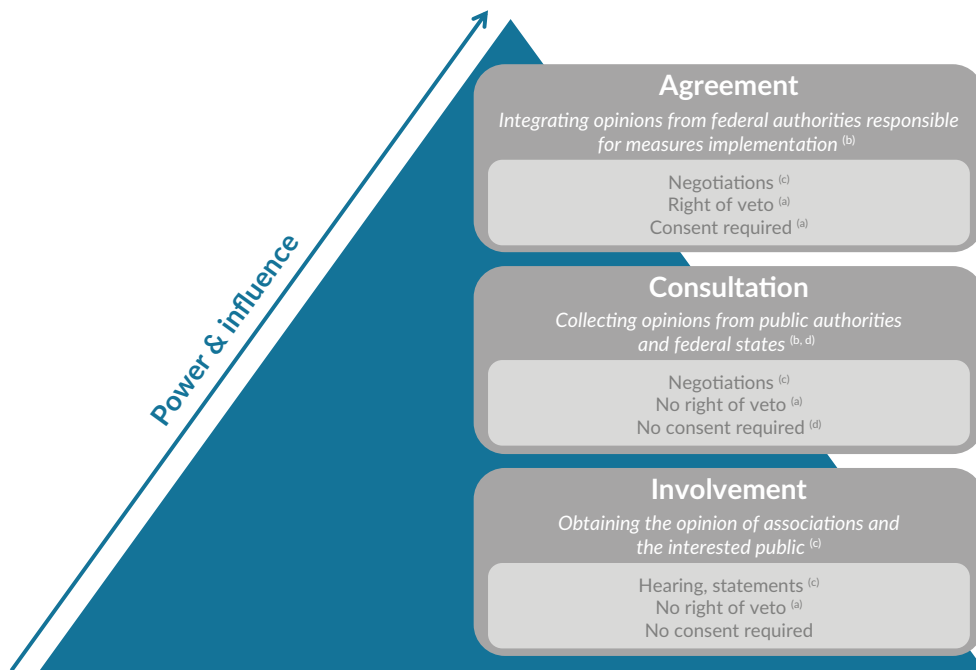 Power & influence
Agreement
Integrating opinions from federal authorities responsible
for measures implementation (b)
Negotiations (c)
Right of veto (a)
Consent required (a)
Consultation
Collecting opinions from public authorities
and federal states (b, d)
Negotiations (c)
No right of veto (a)
No consent required (d)
Involvement
Obtaining the opinion of associations and
the interested public (c)
Hearing, statements (c)
No right of veto (a)
No consent required